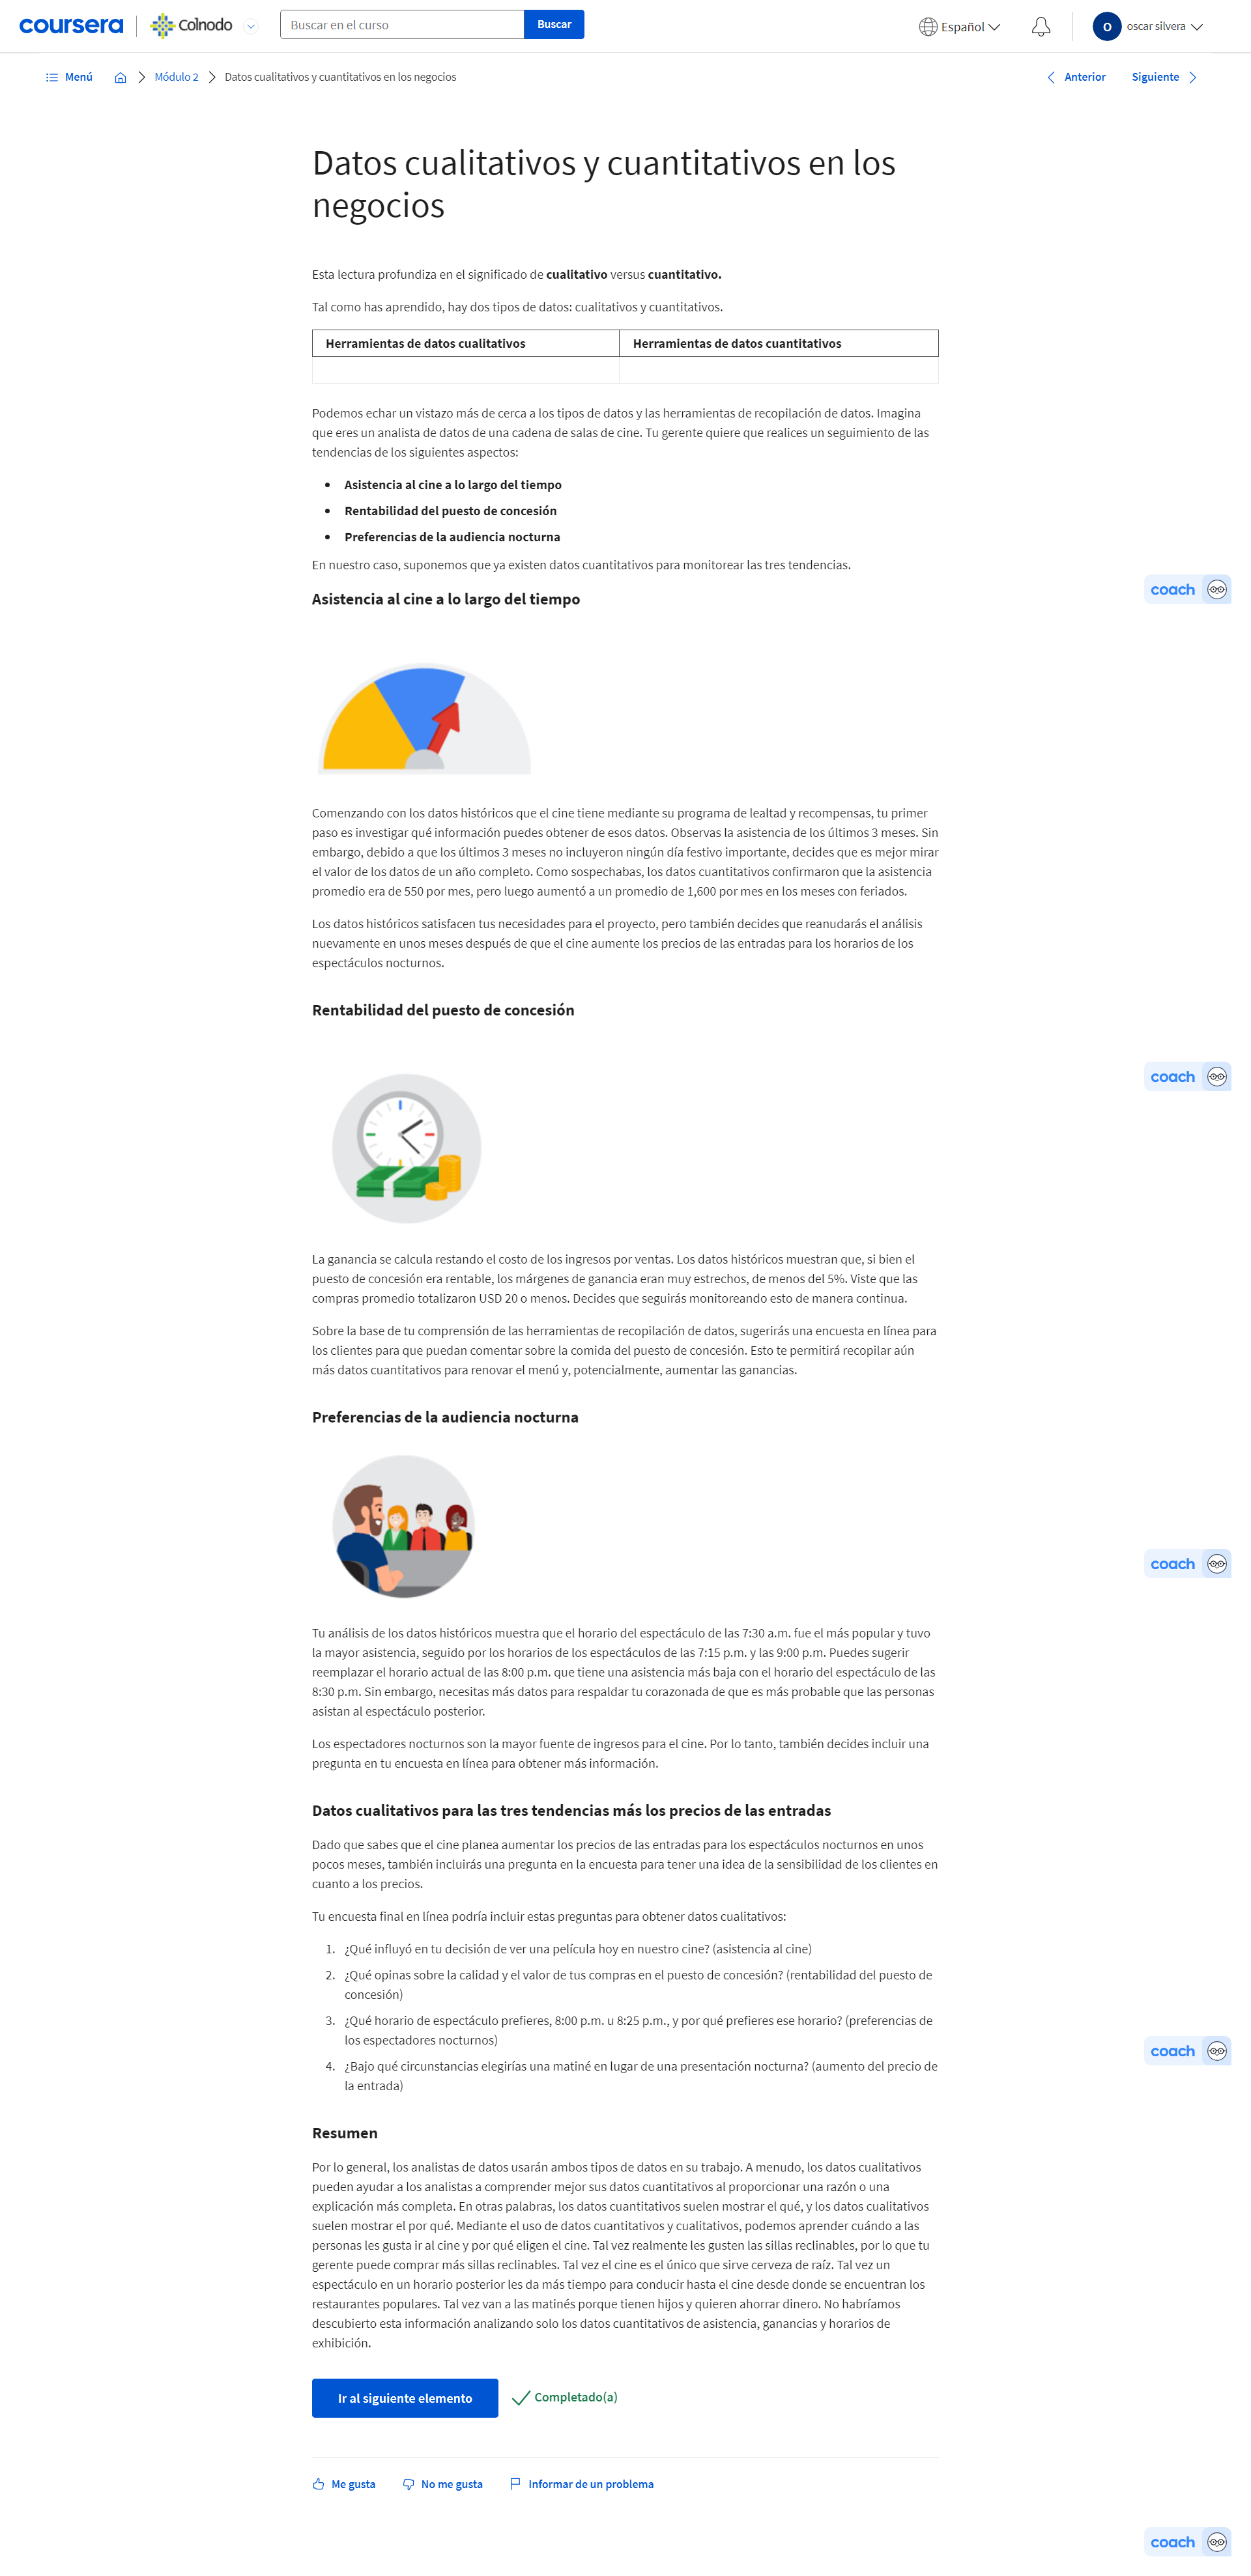 coursera
Colnodo
Buscar en el curso
Buscar
Español
O
oscar silvera
Menú
Módulo 2
Datos cualitativos y cuantitativos en los negocios
Anterior
Siguiente
Datos cualitativos y cuantitativos en los
negocios
Esta lectura profundiza en el significado de cualitativo versus cuantitativo.
Tal como has aprendido, hay dos tipos de datos: cualitativos y cuantitativos.
Herramientas de datos cualitativos
Herramientas de datos cuantitativos
Podemos echar un vistazo más de cerca a los tipos de datos y las herramientas de recopilación de datos. Imagina
que eres un analista de datos de una cadena de salas de cine. Tu gerente quiere que realices un seguimiento de las
tendencias de los siguientes aspectos:
• Asistencia al cine a lo largo del tiempo
• Rentabilidad del puesto de concesión
• Preferencias de la audiencia nocturna
En nuestro caso, suponemos que ya existen datos cuantitativos para monitorear las tres tendencias.
coach
Asistencia al cine a lo largo del tiempo
Comenzando con los datos históricos que el cine tiene mediante su programa de lealtad y recompensas, tu primer
paso es investigar qué información puedes obtener de esos datos. Observas la asistencia de los últimos 3 meses. Sin
embargo, debido a que los últimos 3 meses no incluyeron ningún día festivo importante, decides que es mejor mirar
el valor de los datos de un año completo. Como sospechabas, los datos cuantitativos confirmaron que la asistencia
promedio era de 550 por mes, pero luego aumentó a un promedio de 1,600 por mes en los meses con feriados.
Los datos históricos satisfacen tus necesidades para el proyecto, pero también decides que reanudarás el análisis
nuevamente en unos meses después de que el cine aumente los precios de las entradas para los horarios de los
espectáculos nocturnos.
Rentabilidad del puesto de concesión
coach
La ganancia se calcula restando el costo de los ingresos por ventas. Los datos históricos muestran que, si bien el
puesto de concesión era rentable, los márgenes de ganancia eran muy estrechos, de menos del 5%. Viste que las
compras promedio totalizaron USD 20 o menos. Decides que seguirás monitoreando esto de manera continua.
Sobre la base de tu comprensión de las herramientas de recopilación de datos, sugerirás una encuesta en línea para
los clientes para que puedan comentar sobre la comida del puesto de concesión. Esto te permitirá recopilar aún
más datos cuantitativos para renovar el menú y, potencialmente, aumentar las ganancias.
Preferencias de la audiencia nocturna
coach
Tu análisis de los datos históricos muestra que el horario del espectáculo de las 7:30 a.m. fue el más popular y tuvo
la mayor asistencia, seguido por los horarios de los espectáculos de las 7:15 p.m. y las 9:00 p.m. Puedes sugerir
reemplazar el horario actual de las 8:00 p.m. que tiene una asistencia más baja con el horario del espectáculo de las
8:30 p.m. Sin embargo, necesitas más datos para respaldar tu corazonada de que es más probable que las personas
asistan al espectáculo posterior.
Los espectadores nocturnos son la mayor fuente de ingresos para el cine. Por lo tanto, también decides incluir una
pregunta en tu encuesta en línea para obtener más información.
Datos cualitativos para las tres tendencias más los precios de las entradas
Dado que sabes que el cine planea aumentar los precios de las entradas para los espectáculos nocturnos en unos
pocos meses, también incluirás una pregunta en la encuesta para tener una idea de la sensibilidad de los clientes en
cuanto a los precios.
Tu encuesta final en línea podría incluir estas preguntas para obtener datos cualitativos:
1. ¿Qué influyó en tu decisión de ver una película hoy en nuestro cine? (asistencia al cine)
2. ¿Qué opinas sobre la calidad y el valor de tus compras en el puesto de concesión? (rentabilidad del puesto de
concesión)
3. ¿Qué horario de espectáculo prefieres, 8:00 p.m. u 8:25 p.m., y por qué prefieres ese horario? (preferencias de
los espectadores nocturnos)
coach
4. ¿Bajo qué circunstancias elegirías una matiné en lugar de una presentación nocturna? (aumento del precio de
la entrada)
Resumen
Por lo general, los analistas de datos usarán ambos tipos de datos en su trabajo. A menudo, los datos cualitativos
pueden ayudar a los analistas a comprender mejor sus datos cuantitativos al proporcionar una razón o una
explicación más completa. En otras palabras, los datos cuantitativos suelen mostrar el qué, y los datos cualitativos
suelen mostrar el por qué. Mediante el uso de datos cuantitativos y cualitativos, podemos aprender cuándo a las
personas les gusta ir al cine y por qué eligen el cine. Tal vez realmente les gusten las sillas reclinables, por lo que tu
gerente puede comprar más sillas reclinables. Tal vez el cine es el único que sirve cerveza de raíz. Tal vez un
espectáculo en un horario posterior les da más tiempo para conducir hasta el cine desde donde se encuentran los
restaurantes populares. Tal vez van a las matinés porque tienen hijos y quieren ahorrar dinero. No habríamos
descubierto esta información analizando solo los datos cuantitativos de asistencia, ganancias y horarios de
exhibición.
Ir al siguiente elemento
Completado(a)
Me gusta
No me gusta
Informar de un problema
coach